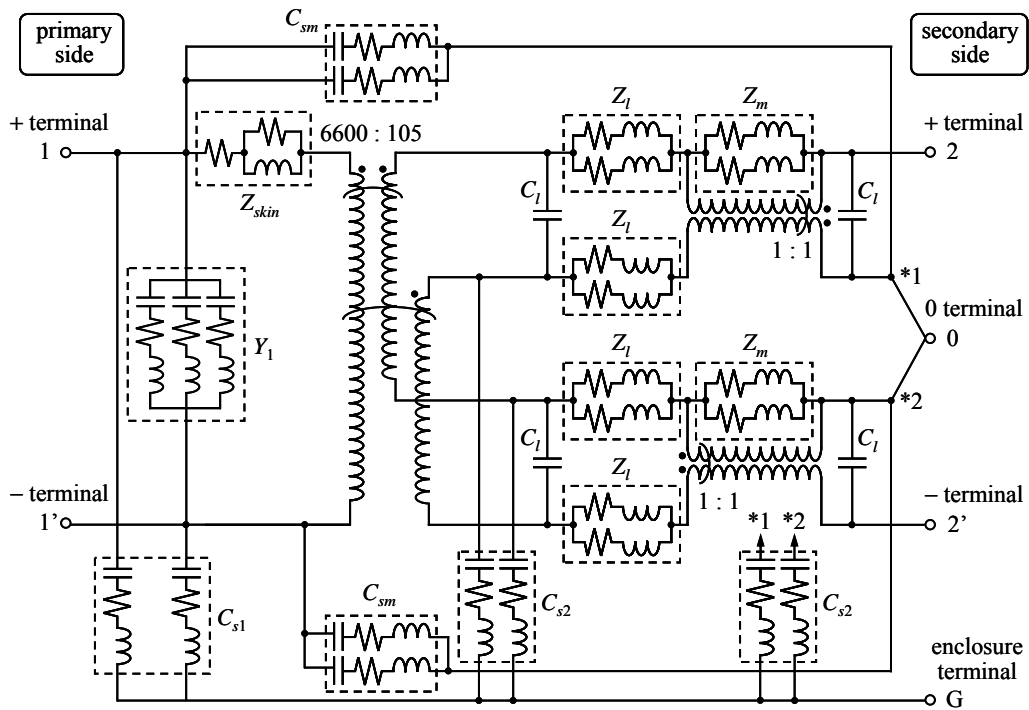 primary
side
C_sm
secondary
side
+ terminal
1
6600 : 105
Z_l
Z_m
+ terminal
2
Z_skin
C_l
Z_l
C_l
1 : 1
*1
0 terminal
0
Y_1
Z_l
Z_m
*2
C_l
Z_l
C_l
− terminal
1'
1 : 1
*1 *2
− terminal
2'
C_s1
C_sm
C_s2
C_s2
enclosure
terminal
G